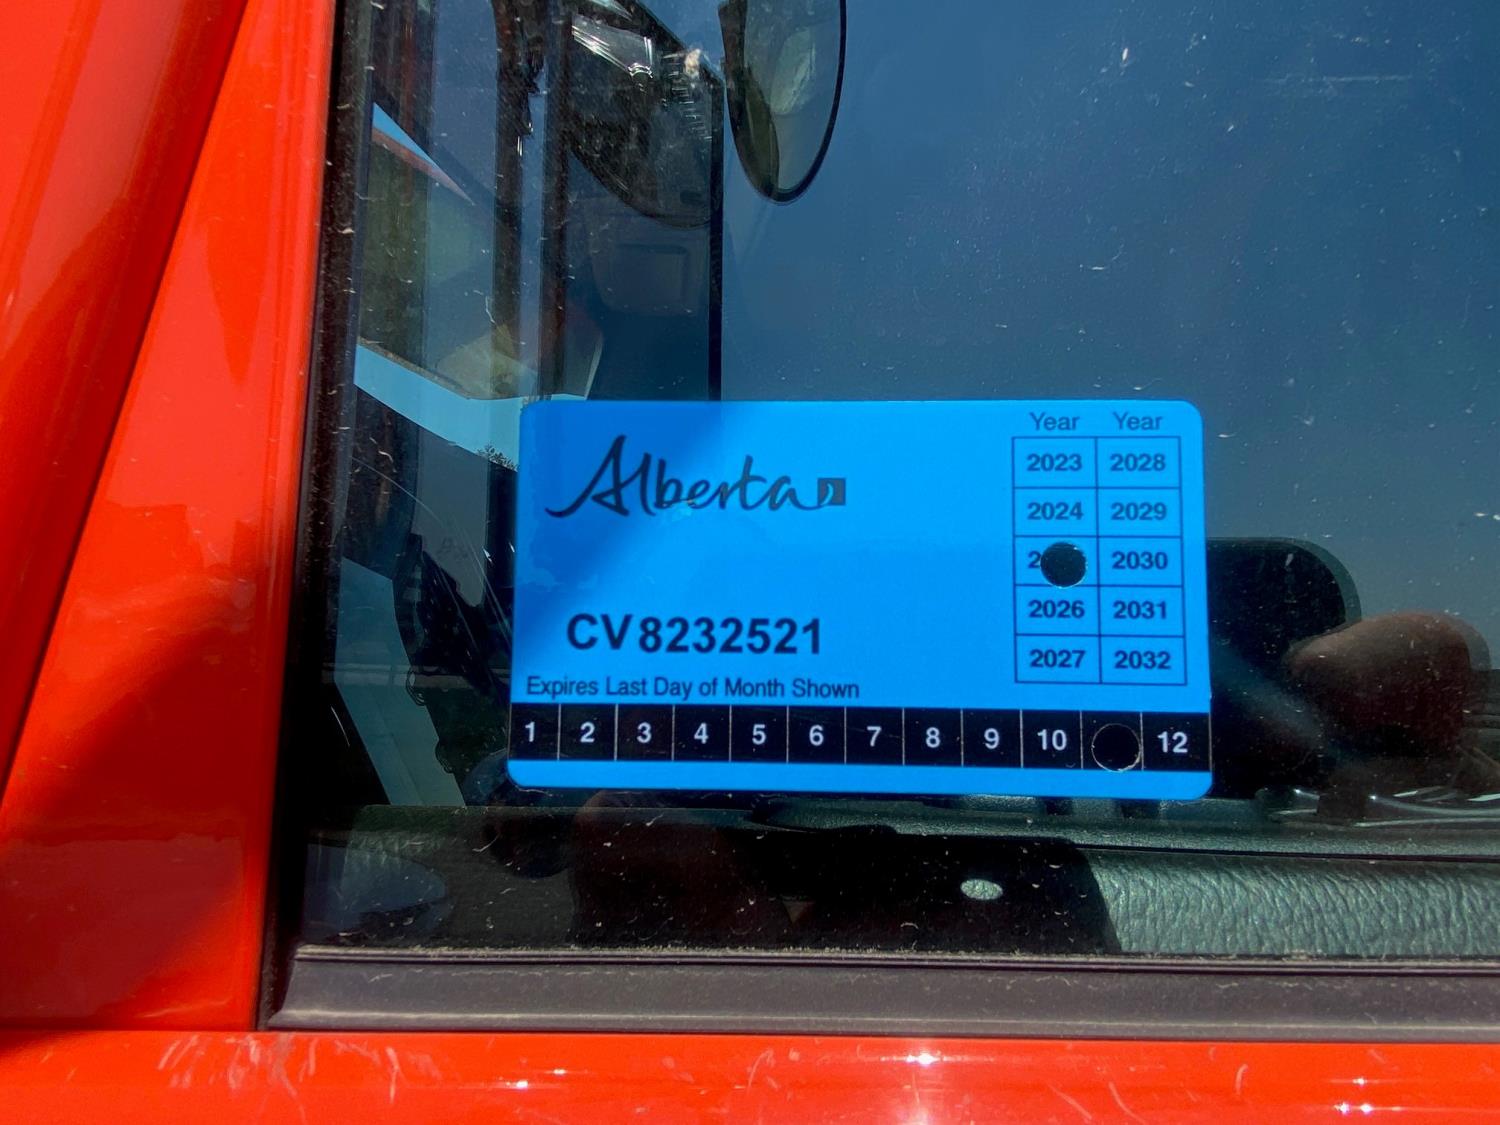 Alberta
Year Year
2023 2028
2024 2029
2 2030
2026 2031
2027 2032
CV8232521
Expires Last Day of Month Shown
1 2 3 4 5 6 7 8 9 10 12